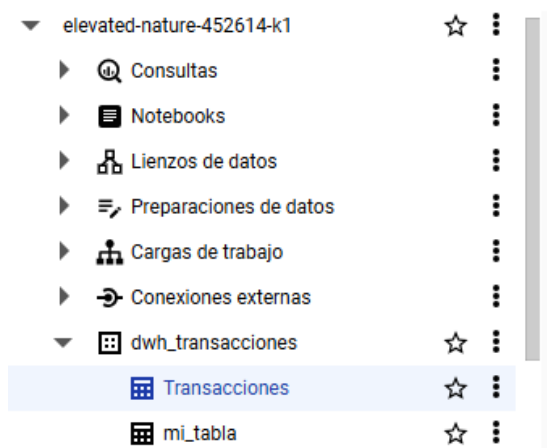 elevated-nature-452614-k1
Consultas
Notebooks
Lienzos de datos
Preparaciones de datos
Cargas de trabajo
Conexiones externas
dwh_transacciones
Transacciones
mi_tabla